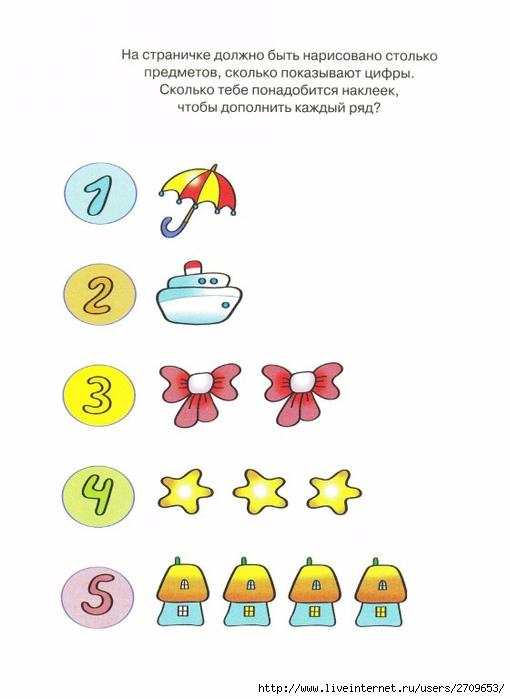 На страничке должно быть нарисовано столько
предметов, сколько показывают цифры.
Сколько тебе понадобится наклеек,
чтобы дополнить каждый ряд?
1
2
3
4
5
http://www.liveinternet.ru/users/2709653/